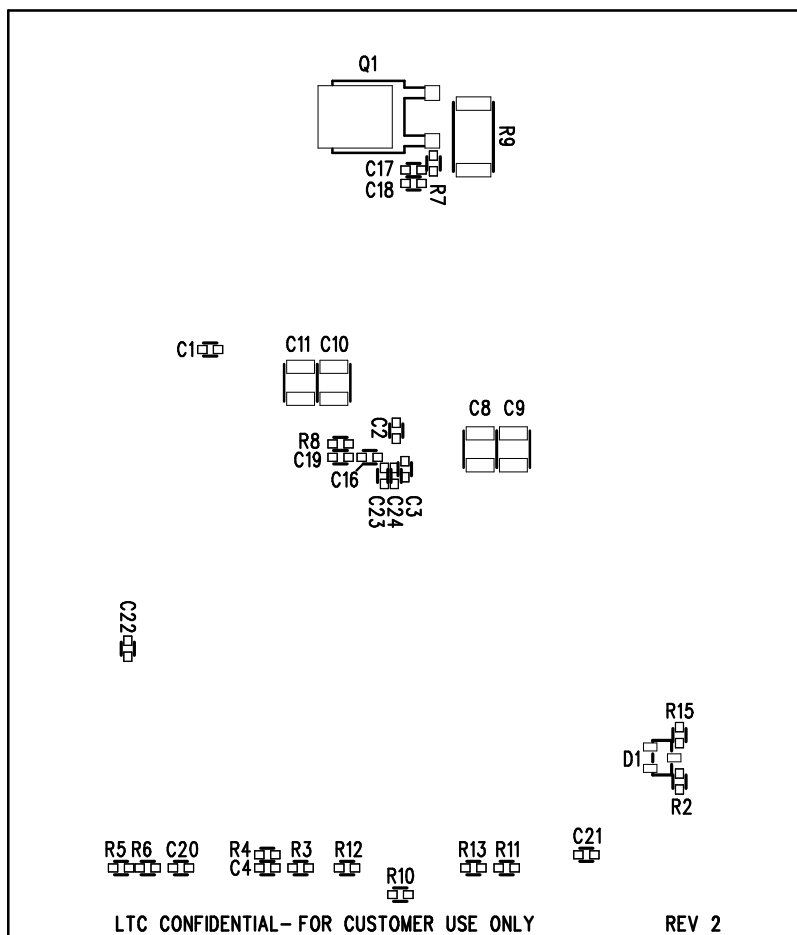 Q1
R9
C17
C18
R7
C1
C11 C10
C8 C9
C2
R8
C19
C16
C23
C24
C3
C22
R15
D1
R2
C21
R5 R6 C20 R4 R3 R12 R13 R11
C4
R10
LTC CONFIDENTIAL-FOR CUSTOMER USE ONLY REV 2